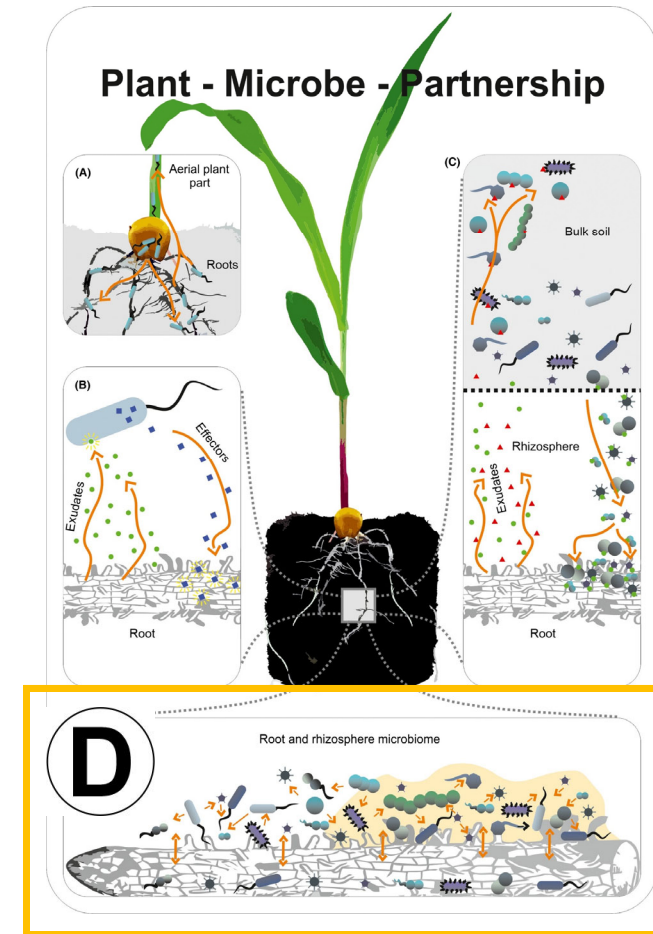 Plant - Microbe - Partnership
(A)
Aerial plant
part
Roots
(B)
Effectors
Exudates
Root
(C)
Bulk soil
Rhizosphere
Exudates
Root
D
Root and rhizosphere microbiome